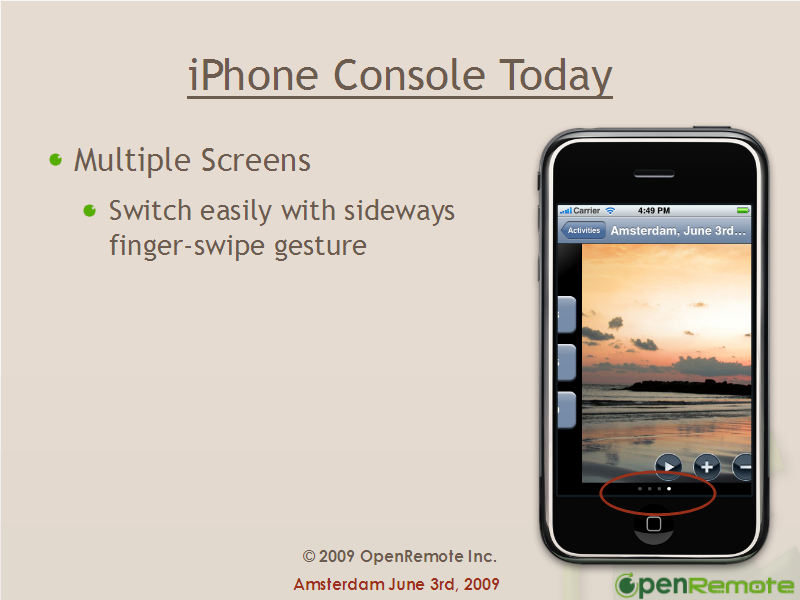 iPhone Console Today
Multiple Screens
Switch easily with sideways
finger-swipe gesture
Carrier 4:49 PM
Activities Amsterdam, June 3rd...
© 2009 OpenRemote Inc.
Amsterdam June 3rd, 2009
OpenRemote